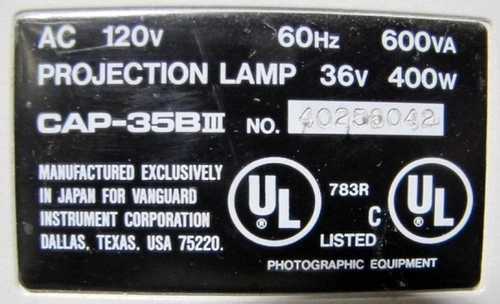 AC 120V 60Hz 600VA
PROJECTION LAMP 36V 400W
CAP-35BIII NO. 40256042
MANUFACTURED EXCLUSIVELY
IN JAPAN FOR VANGUARD
INSTRUMENT CORPORATION
DALLAS, TEXAS, USA 75220.
UL ®
783R
C UL ®
LISTED
PHOTOGRAPHIC EQUIPMENT